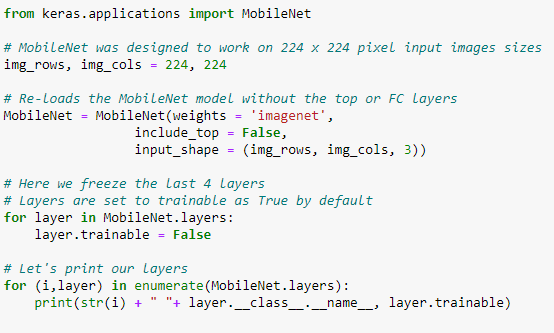 from keras.applications import MobileNet
# MobileNet was designed to work on 224 x 224 pixel input images sizes
img_rows, img_cols = 224, 224
# Re-loads the MobileNet model without the top or FC layers
MobileNet = MobileNet(weights = 'imagenet',
include_top = False,
input_shape = (img_rows, img_cols, 3))
# Here we freeze the last 4 layers
# Layers are set to trainable as True by default
for layer in MobileNet.layers:
layer.trainable = False
# Let's print our layers
for (i,layer) in enumerate(MobileNet.layers):
print(str(i) + " "+ layer.__class__.__name__, layer.trainable)